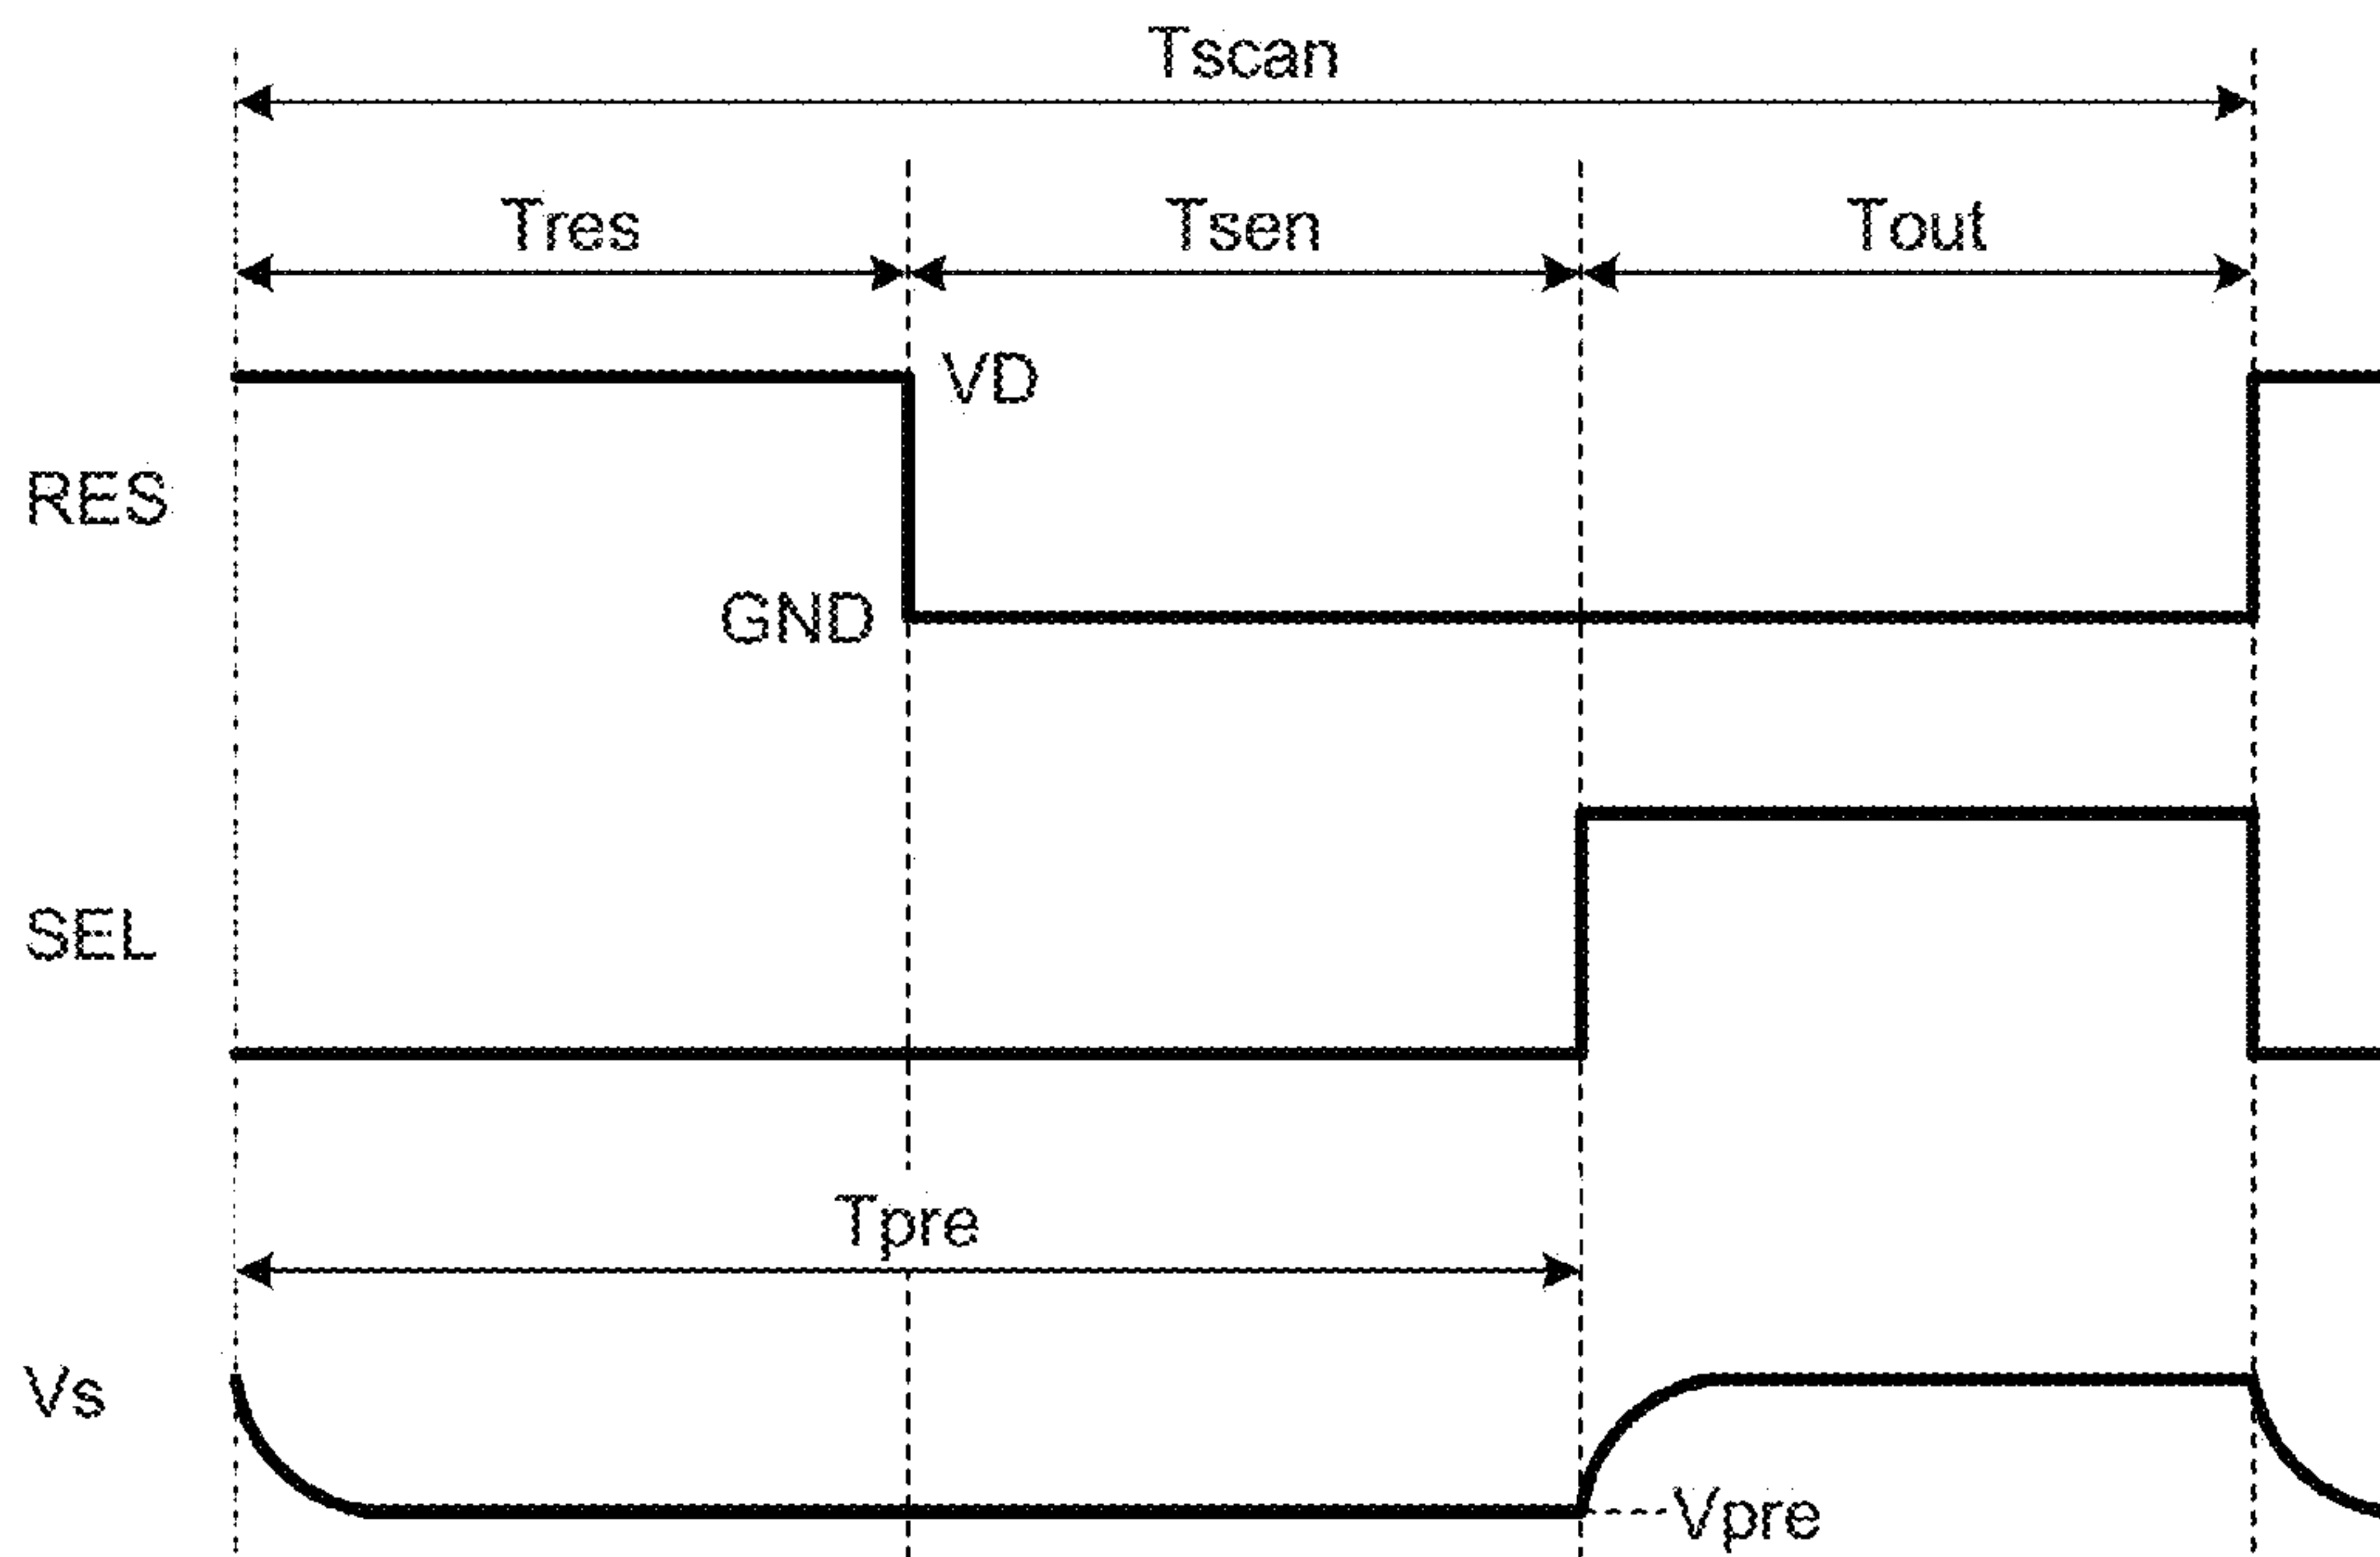 Tscan
Tres Tsen Tout
VD
RES
GND
SEL
Tpre
Vs
Vpre